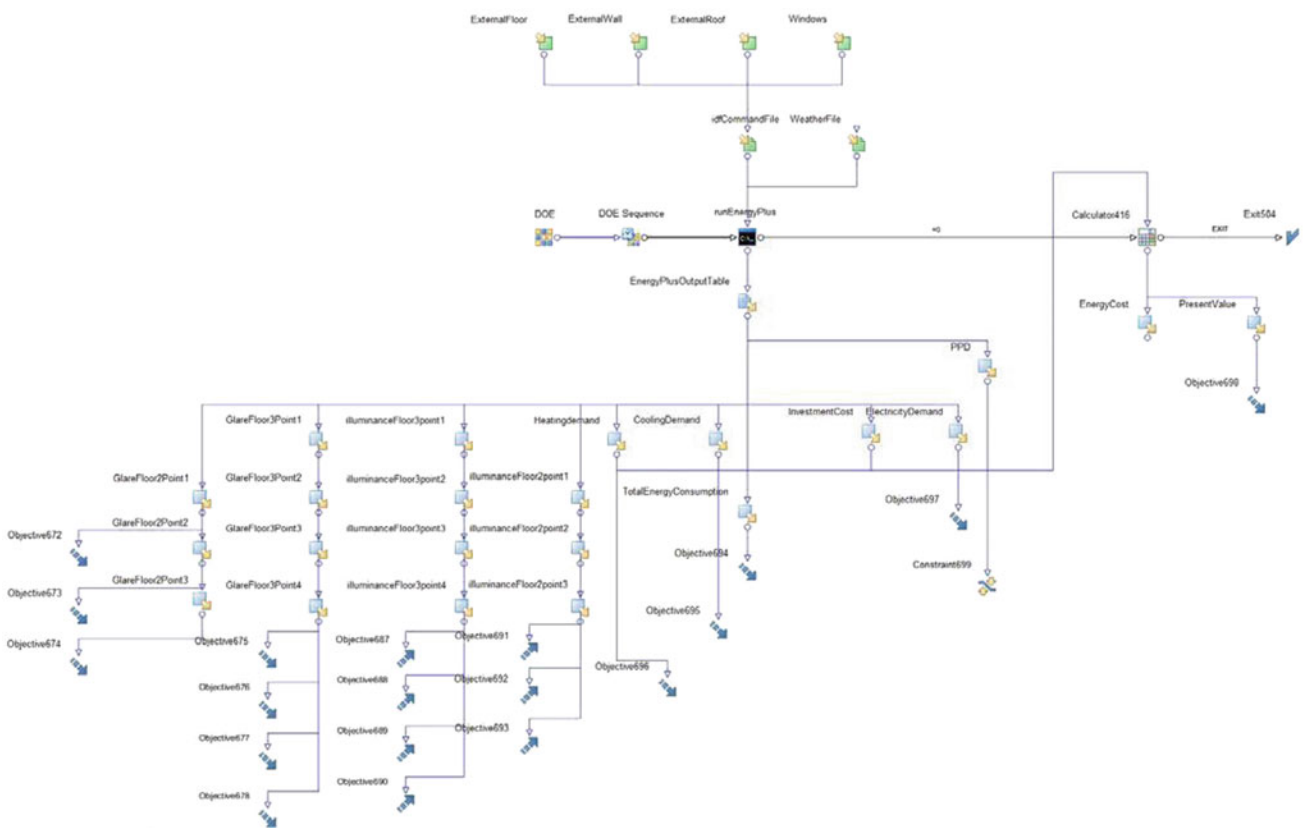 ExternalFloor
ExternalWall
ExternalRoof
Windows
idfCommandFile
WeatherFile
DOE
DOE Sequence
runEnergyPlus
=0
Calculator416
EXIT
Exit504
EnergyPlusOutputTable
EnergyCost
PresentValue
PPD
Objective698
GlareFloor3Point1
illuminanceFloor3point1
Heatingdemand
CoolingDemand
InvestmentCost
ElectricityDemand
GlareFloor2Point1
GlareFloor3Point2
illuminanceFloor3point2
illuminanceFloor2point1
TotalEnergyConsumption
Objective697
Objective672
GlareFloor2Point2
GlareFloor3Point3
illuminanceFloor3point3
illuminanceFloor2point2
Objective694
Constraint699
Objective673
GlareFloor2Point3
GlareFloor3Point4
illuminanceFloor3point4
illuminanceFloor2point3
Objective695
Objective674
Objective675
Objective687
Objective691
Objective696
Objective676
Objective688
Objective692
Objective677
Objective689
Objective693
Objective678
Objective690